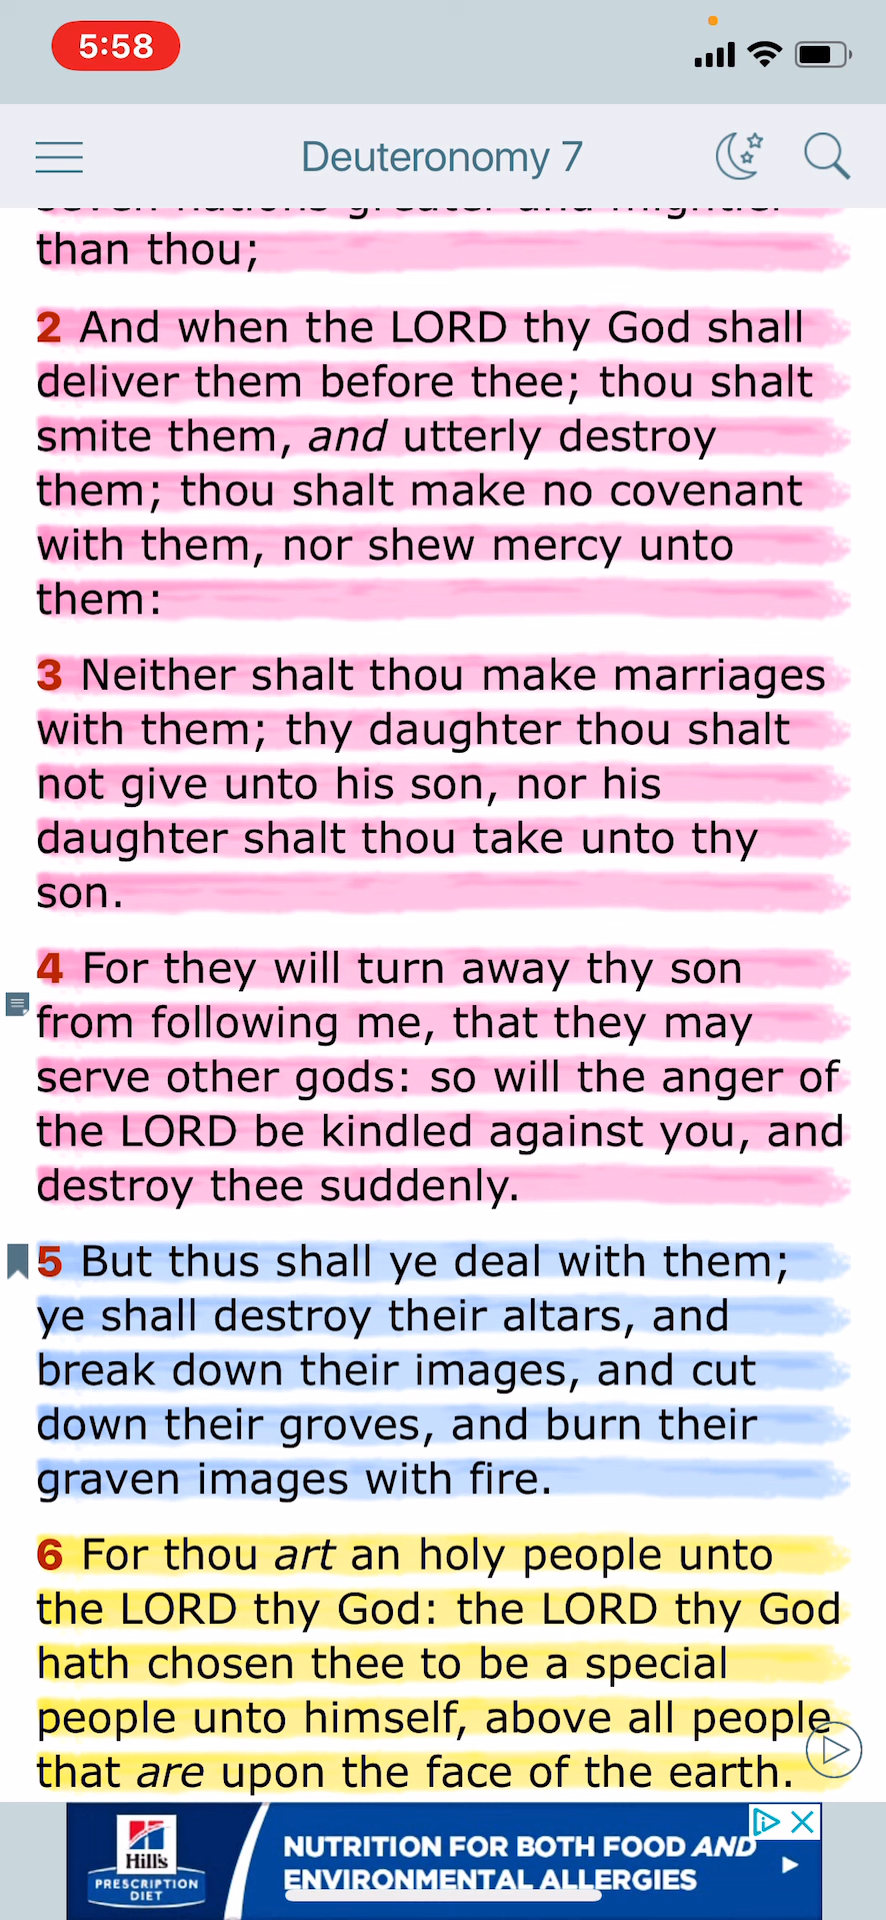 5:58
Deuteronomy 7
seven nations greater and mightier
than thou;
2 And when the LORD thy God shall
deliver them before thee; thou shalt
smite them, and utterly destroy
them; thou shalt make no covenant
with them, nor shew mercy unto
them:
3 Neither shalt thou make marriages
with them; thy daughter thou shalt
not give unto his son, nor his
daughter shalt thou take unto thy
son.
4 For they will turn away thy son
from following me, that they may
serve other gods: so will the anger of
the LORD be kindled against you, and
destroy thee suddenly.
5 But thus shall ye deal with them;
ye shall destroy their altars, and
break down their images, and cut
down their groves, and burn their
graven images with fire.
6 For thou art an holy people unto
the LORD thy God: the LORD thy God
hath chosen thee to be a special
people unto himself, above all people
that are upon the face of the earth.
Hill's
PRESCRIPTION
DIET
NUTRITION FOR BOTH FOOD AND
ENVIRONMENTAL ALLERGIES